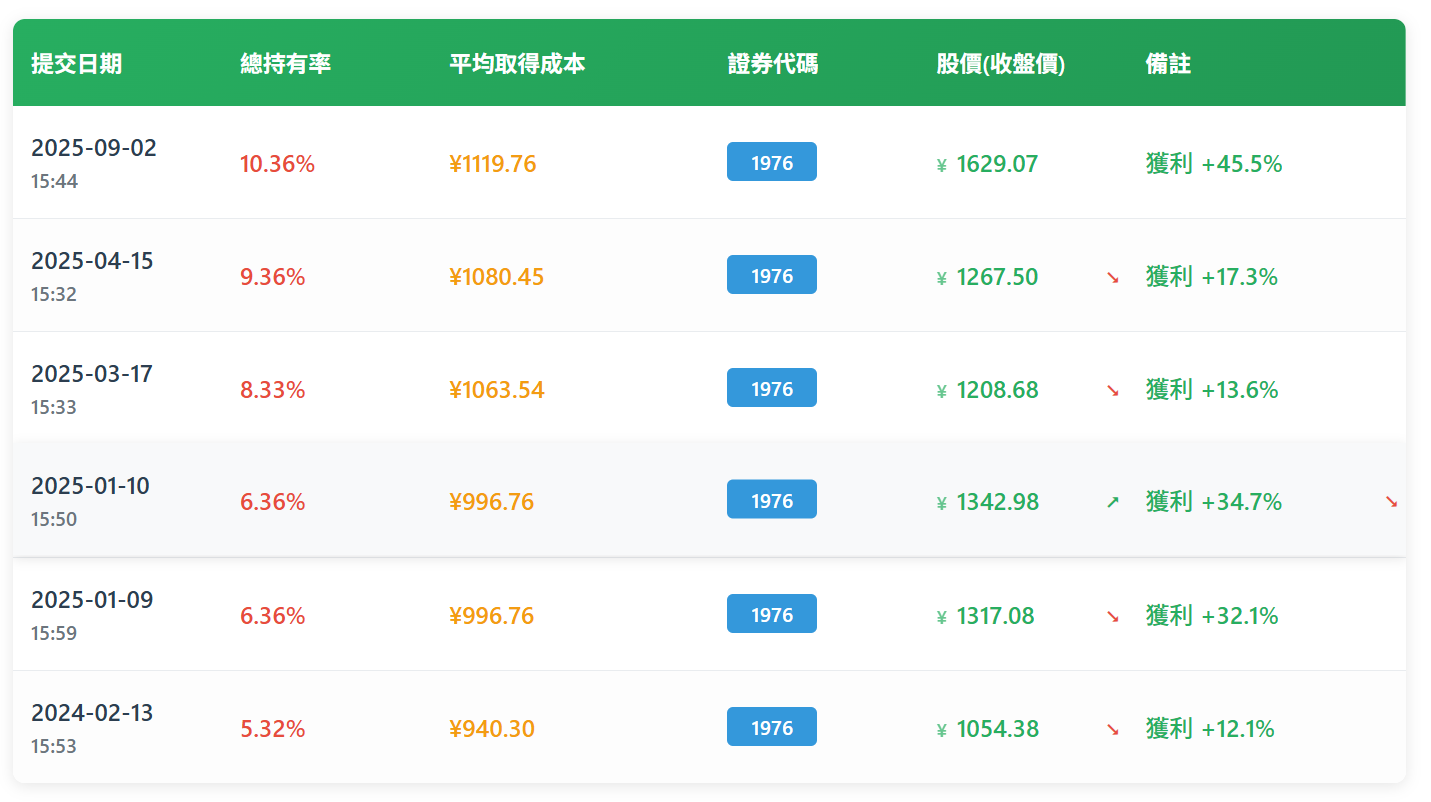 提交日期 總持有率 平均取得成本 證券代碼 股價(收盤價) 備註
2025-09-02 10.36% ¥1119.76 1976 ¥ 1629.07 獲利 +45.5%
15:44
2025-04-15 9.36% ¥1080.45 1976 ¥ 1267.50 ↘ 獲利 +17.3%
15:32
2025-03-17 8.33% ¥1063.54 1976 ¥ 1208.68 ↘ 獲利 +13.6%
15:33
2025-01-10 6.36% ¥996.76 1976 ¥ 1342.98 ↗ 獲利 +34.7% ↘
15:50
2025-01-09 6.36% ¥996.76 1976 ¥ 1317.08 ↘ 獲利 +32.1%
15:59
2024-02-13 5.32% ¥940.30 1976 ¥ 1054.38 ↘ 獲利 +12.1%
15:53